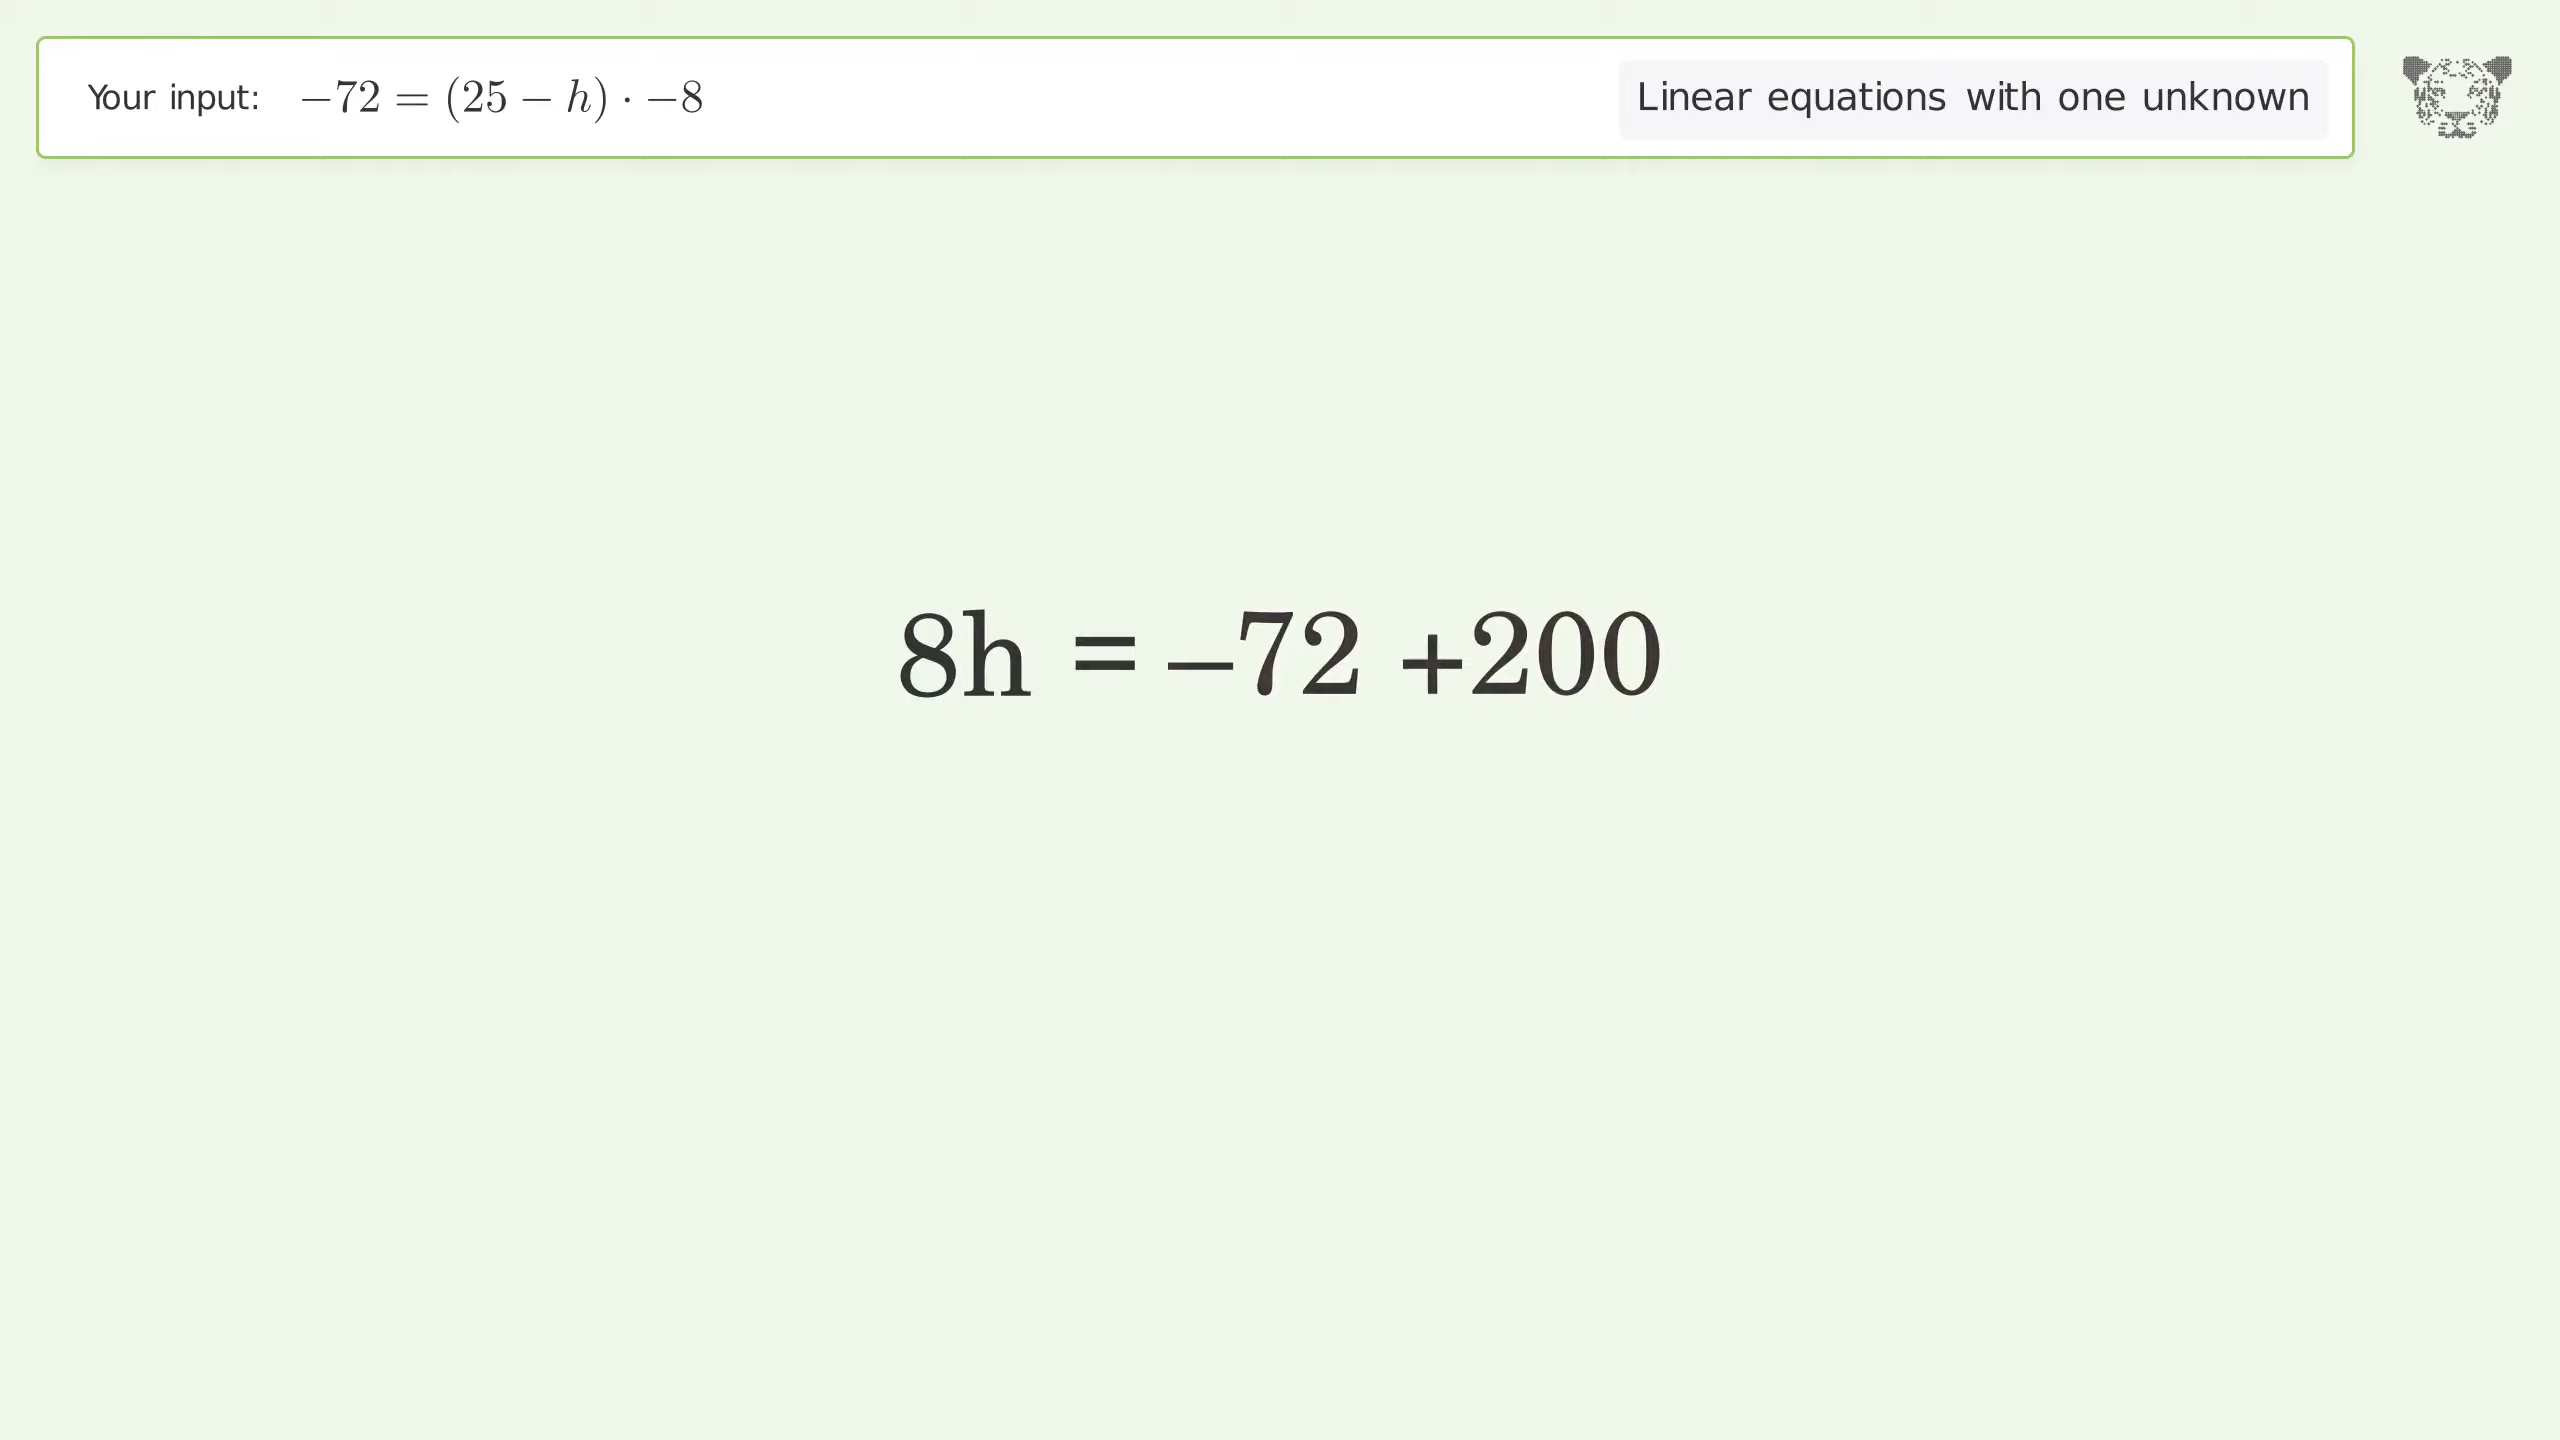 Your input: −72 = (25 − h) · −8
Linear equations with one unknown
8h = −72 +200